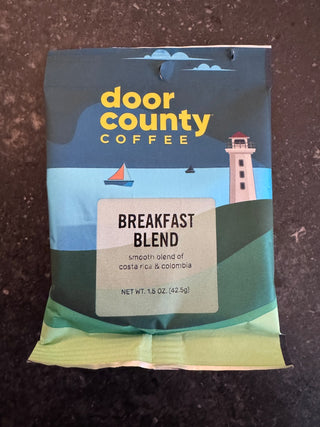 door
county
COFFEE
BREAKFAST
BLEND
smooth blend of
costa rica & colombia
NET WT. 1.5 OZ. (42.5g)